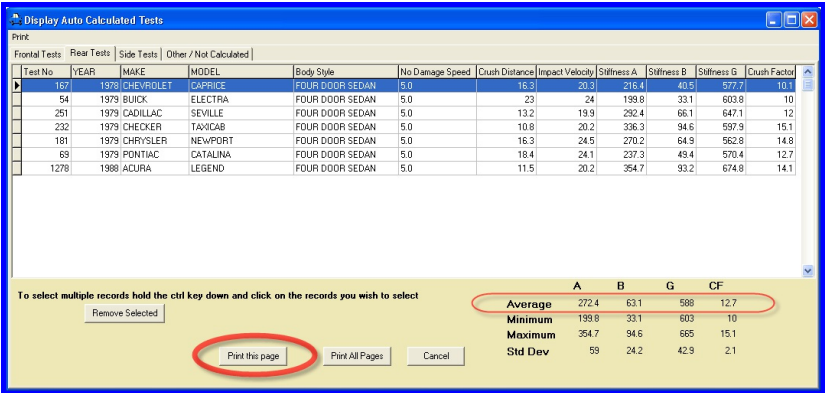 Display Auto Calculated Tests
Print
Frontal Tests Rear Tests Side Tests Other / Not Calculated
Test No YEAR MAKE MODEL Body Style No Damage Speed Crush Distance Impact Velocity Stiffness A Stiffness B Stiffness G Crush Factor
167 1978 CHEVROLET CAPRICE FOUR DOOR SEDAN 5.0 16.3 20.3 216.4 40.5 577.7 10.1
54 1979 BUICK ELECTRA FOUR DOOR SEDAN 5.0 23 24 199.8 33.1 603.8 10
251 1979 CADILLAC SEVILLE FOUR DOOR SEDAN 5.0 13.2 19.9 292.4 66.1 647.1 12
232 1979 CHECKER TAXICAB FOUR DOOR SEDAN 5.0 10.8 20.2 336.3 94.6 597.9 15.1
181 1979 CHRYSLER NEWPORT FOUR DOOR SEDAN 5.0 16.3 24.5 270.2 64.9 562.8 14.8
69 1979 PONTIAC CATALINA FOUR DOOR SEDAN 5.0 18.4 24.1 237.3 49.4 570.4 12.7
1278 1988 ACURA LEGEND FOUR DOOR SEDAN 5.0 11.5 20.2 354.7 93.2 674.8 14.1
A B G CF
To select multiple records hold the ctrl key down and click on the records you wish to select
Average 272.4 63.1 588 12.7
Remove Selected
Minimum 199.8 33.1 603 10
Maximum 354.7 94.6 665 15.1
Print this page Print All Pages Cancel
Std Dev 59 24.2 42.9 2.1